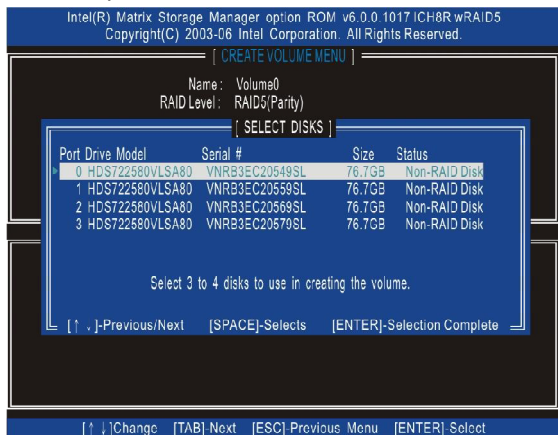 Intel(R) Matrix Storage Manager option ROM v6.0.0.1017 ICH8R wRAID5
Copyright(C) 2003-06 Intel Corporation. All Rights Reserved.
[ CREATE VOLUME MENU ]
Name : Volume0
RAID Level : RAID5(Parity)
[ SELECT DISKS ]
Port Drive Model Serial # Size Status
0 HDS722580VLSA80 VNRB3EC20549SL 76.7GB Non-RAID Disk
1 HDS722580VLSA80 VNRB3EC20559SL 76.7GB Non-RAID Disk
2 HDS722580VLSA80 VNRB3EC20569SL 76.7GB Non-RAID Disk
3 HDS722580VLSA80 VNRB3EC20579SL 76.7GB Non-RAID Disk
Select 3 to 4 disks to use in creating the volume.
[↑ ↓]-Previous/Next [SPACE]-Selects [ENTER]-Selection Complete
[↑ ↓]Change [TAB]-Next [ESC]-Previous Menu [ENTER]-Select